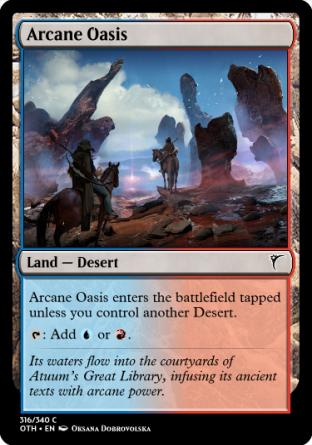 Arcane Oasis
Land — Desert
Arcane Oasis enters the battlefield tapped
unless you control another Desert.
: Add or .
Its waters flow into the courtyards of
Atuum's Great Library, infusing its ancient
texts with arcane power.
316/340 C
OTH • EN Oksana Dobrovolska